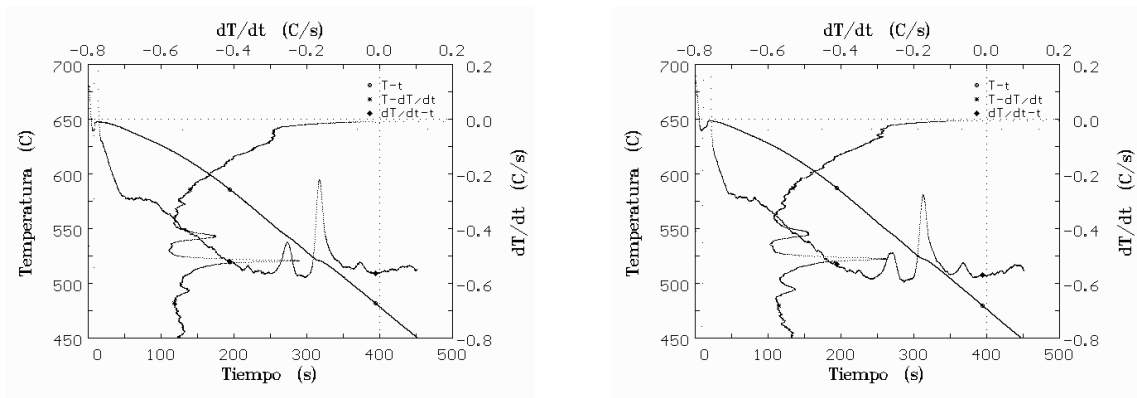 dT/dt (C/s)
-0.8 -0.6 -0.4 -0.2 0.0 0.2
700 650 600 550 500 450
Temperatura (C)
T-t
T-dT/dt
dT/dt-t
0.2 0.0 -0.2 -0.4 -0.6 -0.8
dT/dt (C/s)
0 100 200 300 400 500
Tiempo (s)
dT/dt (C/s)
-0.8 -0.6 -0.4 -0.2 0.0 0.2
700 650 600 550 500 450
Temperatura (C)
T-t
T-dT/dt
dT/dt-t
0.2 0.0 -0.2 -0.4 -0.6 -0.8
dT/dt (C/s)
0 100 200 300 400 500
Tiempo (s)